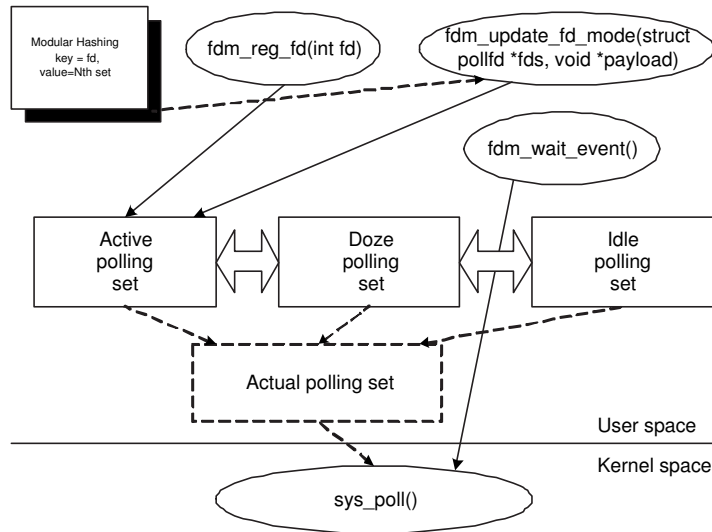 Modular Hashing
key = fd,
value=Nth set
fdm_reg_fd(int fd)
fdm_update_fd_mode(struct
pollfd *fds, void *payload)
fdm_wait_event()
Active
polling
set
Doze
polling
set
Idle
polling
set
Actual polling set
User space
Kernel space
sys_poll()